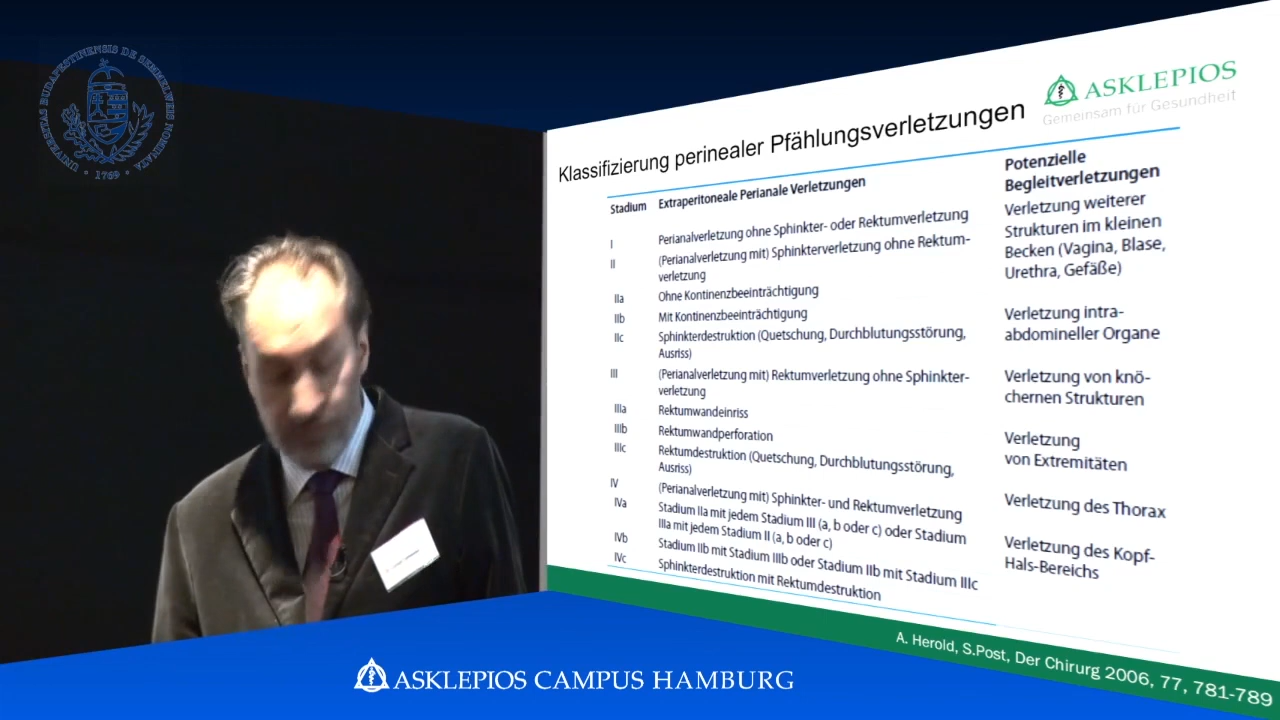 UNIVERSITAS BUDAPESTINENSIS DE SEMMELWEIS NOMINATA
• 1769 •
ASKLEPIOS
Gemeinsam für Gesundheit
Klassifizierung perinealer Pfählungsverletzungen
Stadium Extraperitoneale Perianale Verletzungen
I Perianalverletzung ohne Sphinkter- oder Rektumverletzung
II (Perianalverletzung mit) Sphinkterverletzung ohne Rektum-
verletzung
IIa Ohne Kontinenzbeeinträchtigung
IIb Mit Kontinenzbeeinträchtigung
IIc Sphinkterdestruktion (Quetschung, Durchblutungsstörung,
Ausriss)
III (Perianalverletzung mit) Rektumverletzung ohne Sphinkter-
verletzung
IIIa Rektumwandeinriss
IIIb Rektumwandperforation
IIIc Rektumdestruktion (Quetschung, Durchblutungsstörung,
Ausriss)
IV (Perianalverletzung mit) Sphinkter- und Rektumverletzung
IVa Stadium IIa mit jedem Stadium III (a, b oder c) oder Stadium
IIIa mit jedem Stadium II (a, b oder c)
IVb Stadium IIb mit Stadium IIIb oder Stadium IIb mit Stadium IIIc
IVc Sphinkterdestruktion mit Rektumdestruktion
Potenzielle
Begleitverletzungen
Verletzung weiterer
Strukturen im kleinen
Becken (Vagina, Blase,
Urethra, Gefäße)
Verletzung intra-
abdomineller Organe
Verletzung von knö-
chernen Strukturen
Verletzung
von Extremitäten
Verletzung des Thorax
Verletzung des Kopf-
Hals-Bereichs
A. Herold, S.Post, Der Chirurg 2006, 77, 781-789
ASKLEPIOS CAMPUS HAMBURG